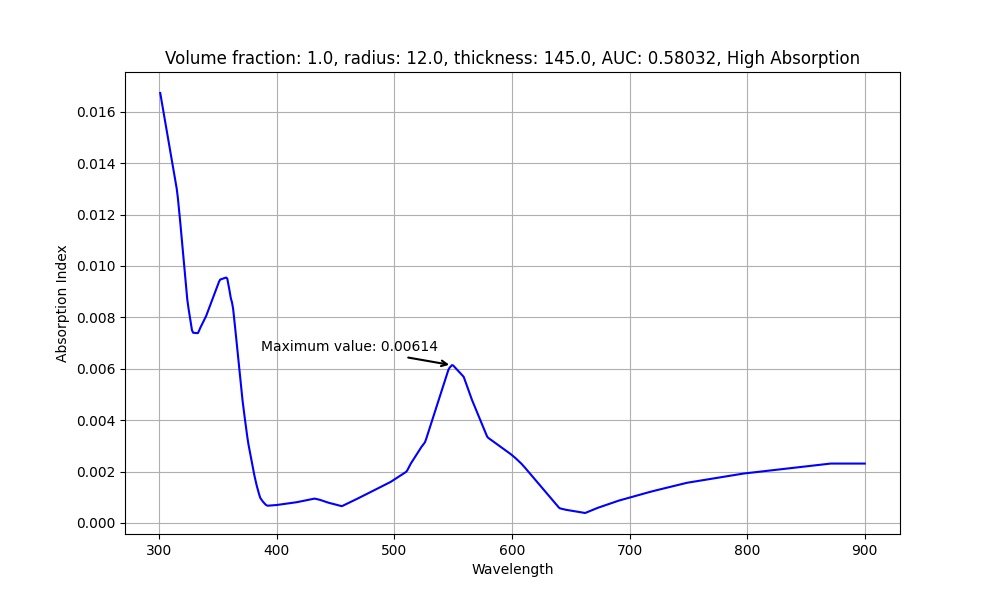 Volume fraction: 1.0, radius: 12.0, thickness: 145.0, AUC: 0.58032, High Absorption
Absorption Index
0.016
0.014
0.012
0.010
0.008
0.006
0.004
0.002
0.000
Maximum value: 0.00614
300 400 500 600 700 800 900
Wavelength